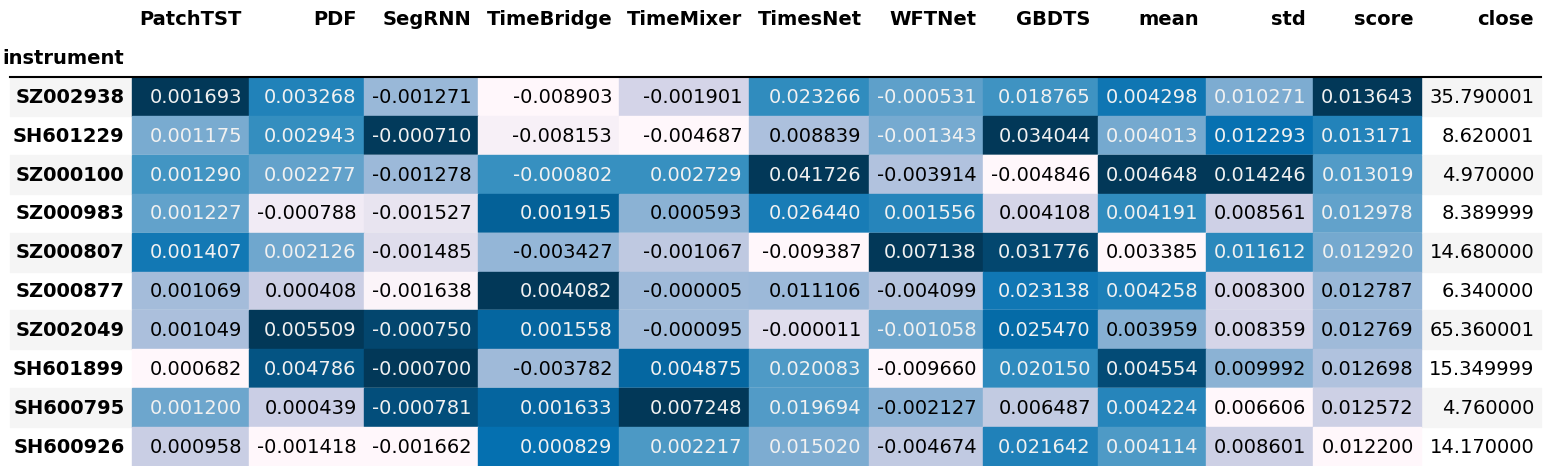 PatchTST PDF SegRNN TimeBridge TimeMixer TimesNet WFTNet GBDTS mean std score close
instrument
SZ002938 0.001693 0.003268 -0.001271 -0.008903 -0.001901 0.023266 -0.000531 0.018765 0.004298 0.010271 0.013643 35.790001
SH601229 0.001175 0.002943 -0.000710 -0.008153 -0.004687 0.008839 -0.001343 0.034044 0.004013 0.012293 0.013171 8.620001
SZ000100 0.001290 0.002277 -0.001278 -0.000802 0.002729 0.041726 -0.003914 -0.004846 0.004648 0.014246 0.013019 4.970000
SZ000983 0.001227 -0.000788 -0.001527 0.001915 0.000593 0.026440 0.001556 0.004108 0.004191 0.008561 0.012978 8.389999
SZ000807 0.001407 0.002126 -0.001485 -0.003427 -0.001067 -0.009387 0.007138 0.031776 0.003385 0.011612 0.012920 14.680000
SZ000877 0.001069 0.000408 -0.001638 0.004082 -0.000005 0.011106 -0.004099 0.023138 0.004258 0.008300 0.012787 6.340000
SZ002049 0.001049 0.005509 -0.000750 0.001558 -0.000095 -0.000011 -0.001058 0.025470 0.003959 0.008359 0.012769 65.360001
SH601899 0.000682 0.004786 -0.000700 -0.003782 0.004875 0.020083 -0.009660 0.020150 0.004554 0.009992 0.012698 15.349999
SH600795 0.001200 0.000439 -0.000781 0.001633 0.007248 0.019694 -0.002127 0.006487 0.004224 0.006606 0.012572 4.760000
SH600926 0.000958 -0.001418 -0.001662 0.000829 0.002217 0.015020 -0.004674 0.021642 0.004114 0.008601 0.012200 14.170000